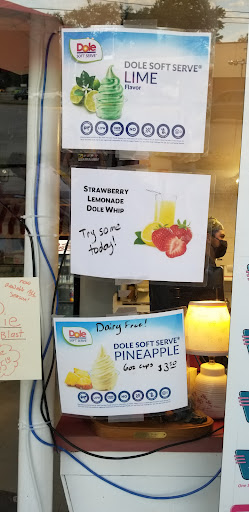 Dole
SOFT SERVE
DOLE SOFT SERVE®
LIME
Flavor
STRAWBERRY
LEMONADE
DOLE WHIP
Try some
today!
Dairy Free!
Dole
SOFT SERVE
DOLE SOFT SERVE®
PINEAPPLE
6oz cups $3.50
Blast